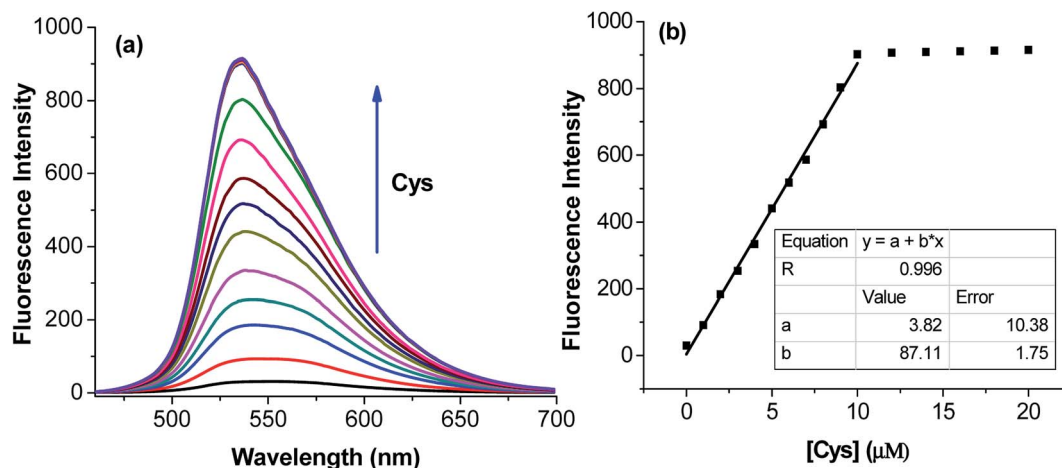 (a)
1000
800
600
400
200
0
Fluorescence Intensity
Cys
500 550 600 650 700
Wavelength (nm)
(b)
1000
800
600
400
200
0
Fluorescence Intensity
Equation y = a + b*x
R 0.996
Value Error
a 3.82 10.38
b 87.11 1.75
0 5 10 15 20
[Cys] (μM)